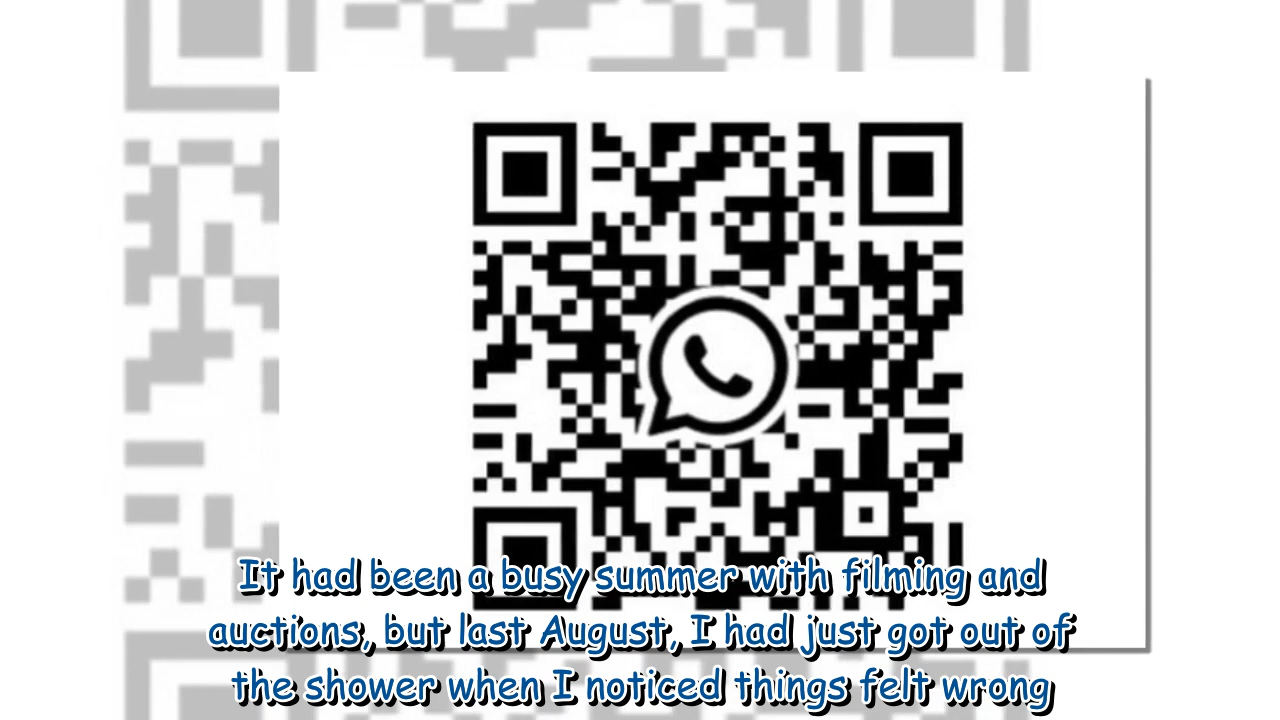 It had been a busy summer with filming and
auctions, but last August, I had just got out of
the shower when I noticed things felt wrong